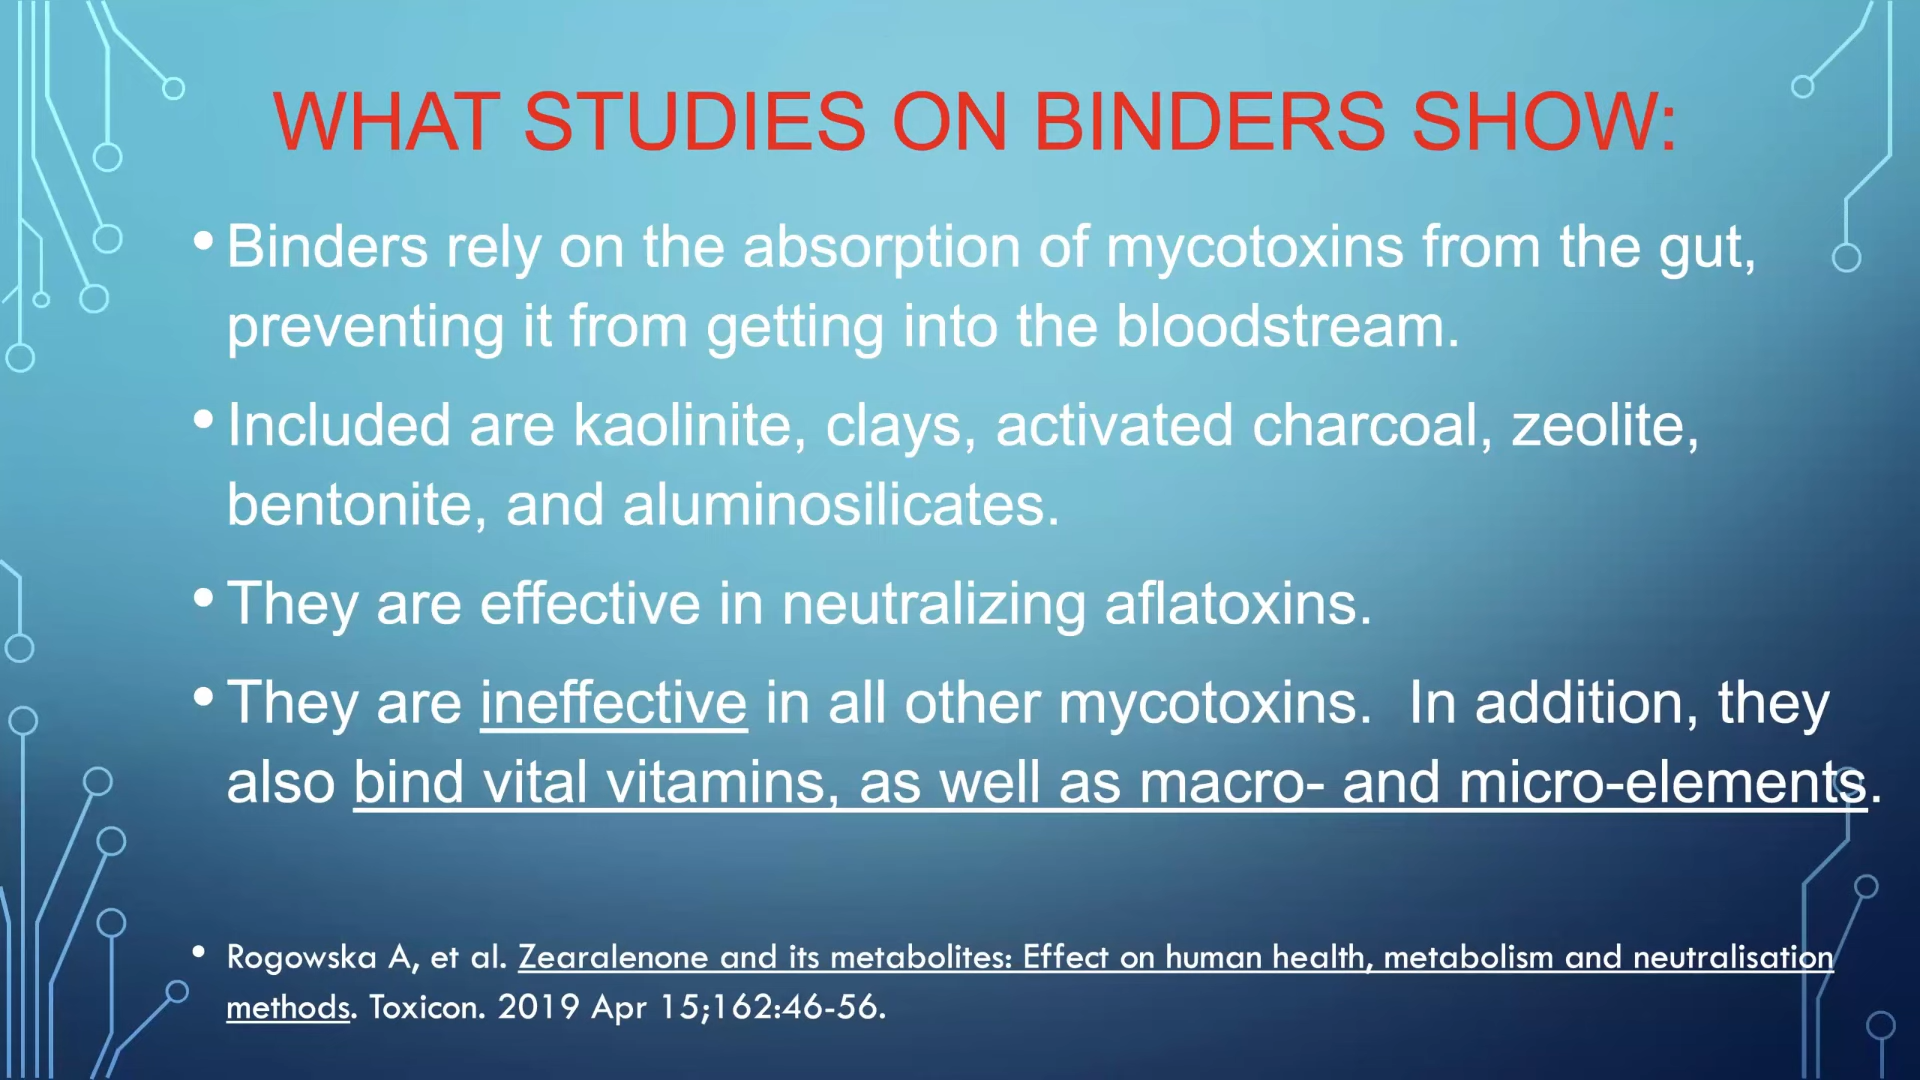 WHAT STUDIES ON BINDERS SHOW:
• Binders rely on the absorption of mycotoxins from the gut,
preventing it from getting into the bloodstream.
• Included are kaolinite, clays, activated charcoal, zeolite,
bentonite, and aluminosilicates.
• They are effective in neutralizing aflatoxins.
• They are ineffective in all other mycotoxins.  In addition, they
also bind vital vitamins, as well as macro- and micro-elements.
• Rogowska A, et al. Zearalenone and its metabolites: Effect on human health, metabolism and neutralisation
methods. Toxicon. 2019 Apr 15;162:46-56.